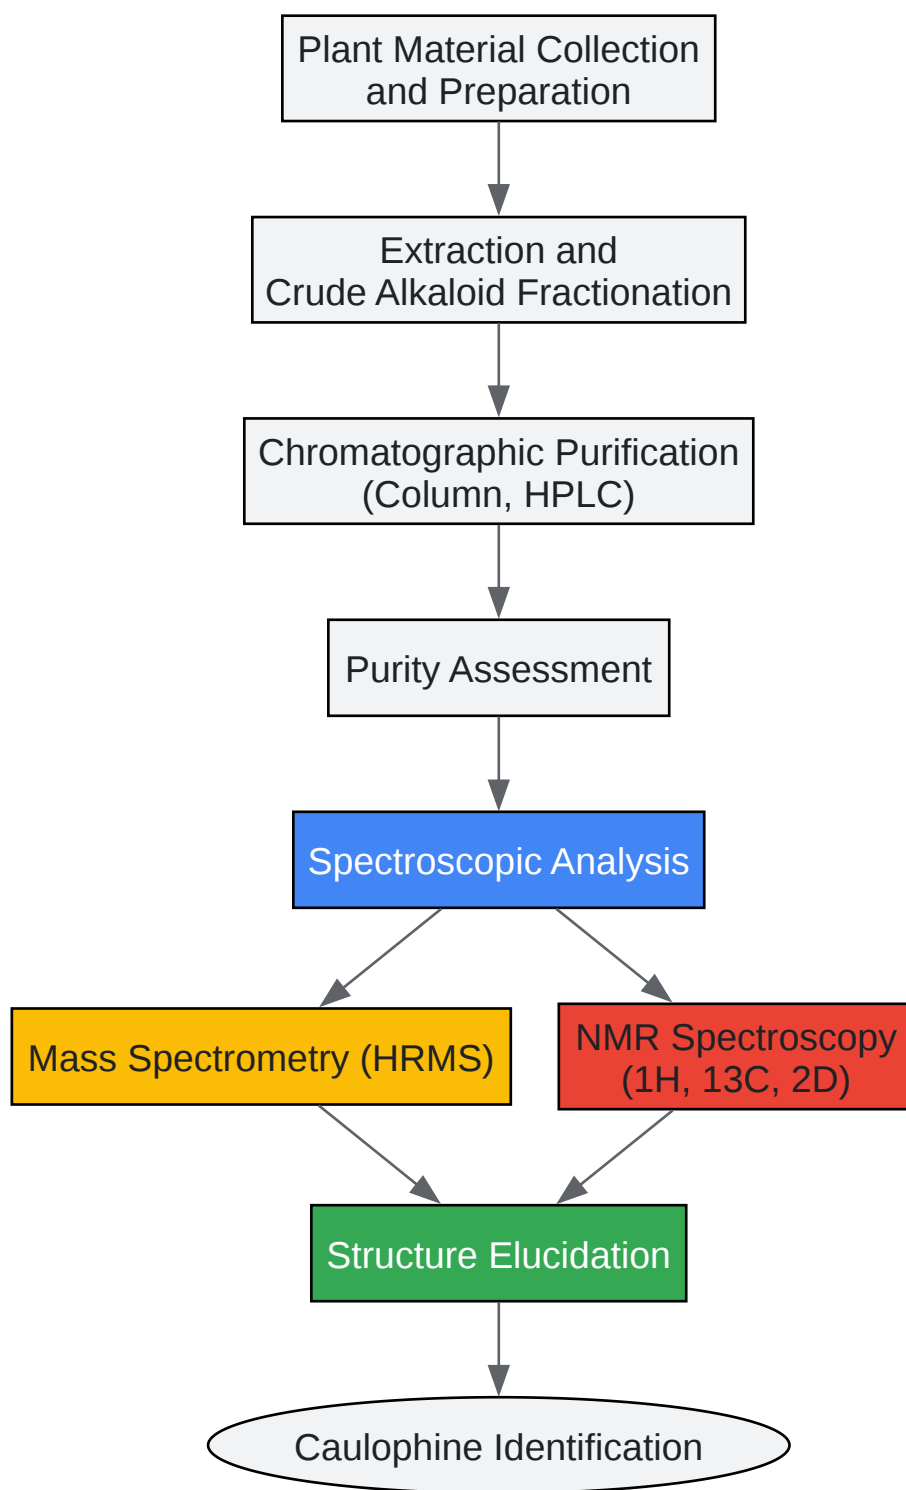 Plant Material Collection
and Preparation
Extraction and
Crude Alkaloid Fractionation
Chromatographic Purification
(Column, HPLC)
Purity Assessment
Spectroscopic Analysis
Mass Spectrometry (HRMS)
NMR Spectroscopy
(1H, 13C, 2D)
Structure Elucidation
Caulophine Identification